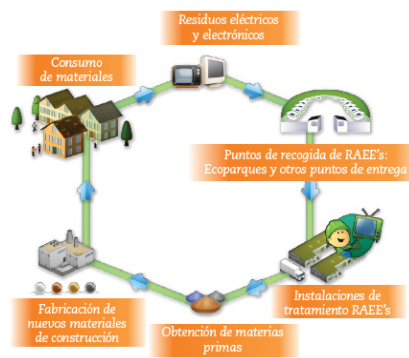 Residuos eléctricos
y electrónicos
Consumo
de materiales
Puntos de recogida de RAEE's:
Ecoparques y otros puntos de entrega
Instalaciones de
tratamiento RAEE's
Obtención de materias
primas
Fabricación de
nuevos materiales
de construcción